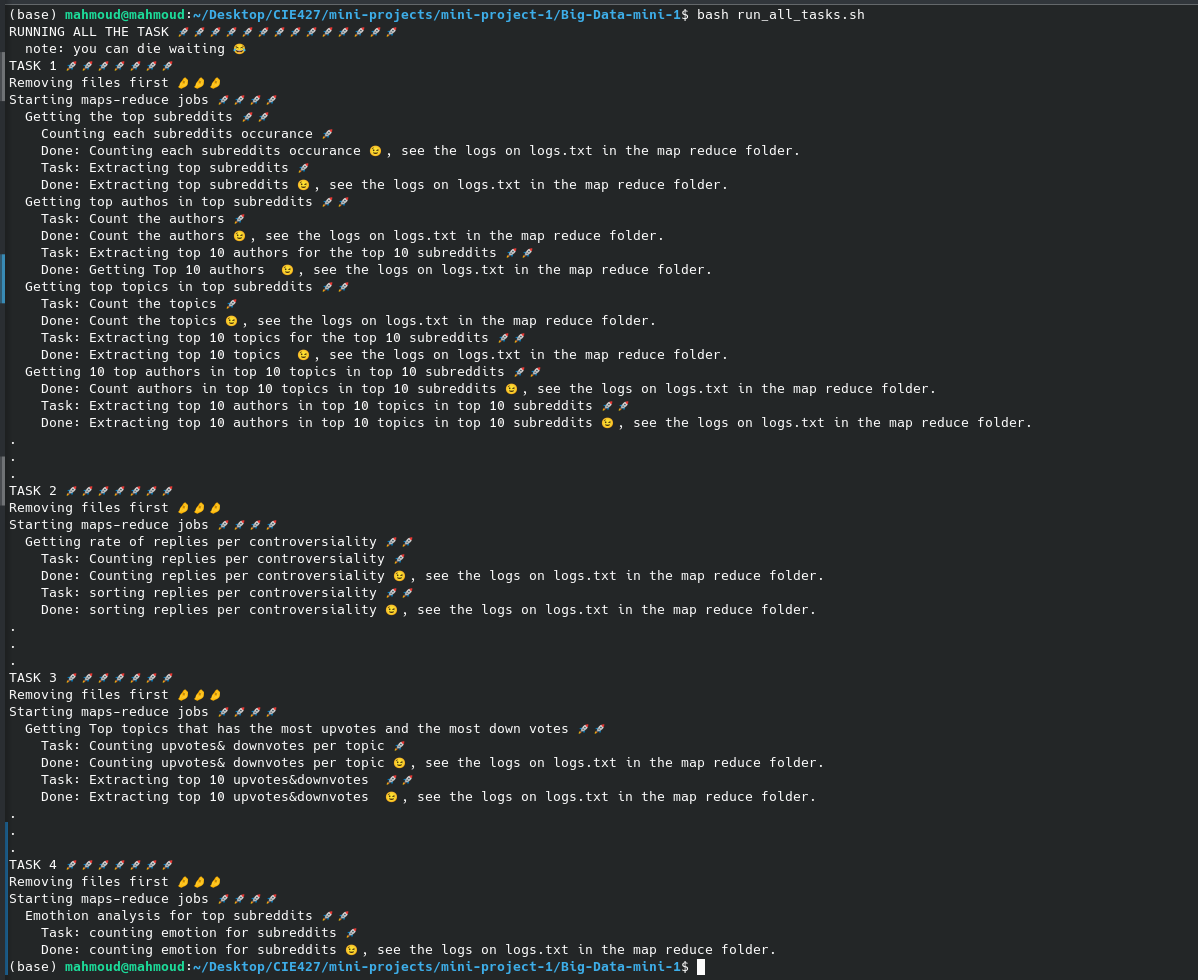 (base) mahmoud@mahmoud:~/Desktop/CIE427/mini-projects/mini-project-1/Big-Data-mini-1$ bash run_all_tasks.sh
RUNNING ALL THE TASK 🚀🚀🚀🚀🚀🚀🚀🚀🚀🚀🚀🚀🚀🚀
  note: you can die waiting 😂
TASK 1 🚀🚀🚀🚀🚀🚀🚀
Removing files first 🤌🤌🤌
Starting maps-reduce jobs 🚀🚀🚀🚀
  Getting the top subreddits 🚀🚀
    Counting each subreddits occurance 🚀
    Done: Counting each subreddits occurance 😉, see the logs on logs.txt in the map reduce folder.
    Task: Extracting top subreddits 🚀
    Done: Extracting top subreddits 😉, see the logs on logs.txt in the map reduce folder.
  Getting top authos in top subreddits 🚀🚀
    Task: Count the authors 🚀
    Done: Count the authors 😉, see the logs on logs.txt in the map reduce folder.
    Task: Extracting top 10 authors for the top 10 subreddits 🚀🚀
    Done: Getting Top 10 authors  😉, see the logs on logs.txt in the map reduce folder.
  Getting top topics in top subreddits 🚀🚀
    Task: Count the topics 🚀
    Done: Count the topics 😉, see the logs on logs.txt in the map reduce folder.
    Task: Extracting top 10 topics for the top 10 subreddits 🚀🚀
    Done: Extracting top 10 topics  😉, see the logs on logs.txt in the map reduce folder.
  Getting 10 top authors in top 10 topics in top 10 subreddits 🚀🚀
    Done: Count authors in top 10 topics in top 10 subreddits 😉, see the logs on logs.txt in the map reduce folder.
    Task: Extracting top 10 authors in top 10 topics in top 10 subreddits 🚀🚀
    Done: Extracting top 10 authors in top 10 topics in top 10 subreddits 😉, see the logs on logs.txt in the map reduce folder.
.
.
.
TASK 2 🚀🚀🚀🚀🚀🚀🚀
Removing files first 🤌🤌🤌
Starting maps-reduce jobs 🚀🚀🚀🚀
  Getting rate of replies per controversiality 🚀🚀
    Task: Counting replies per controversiality 🚀
    Done: Counting replies per controversiality 😉, see the logs on logs.txt in the map reduce folder.
    Task: sorting replies per controversiality 🚀🚀
    Done: sorting replies per controversiality 😉, see the logs on logs.txt in the map reduce folder.
.
.
.
TASK 3 🚀🚀🚀🚀🚀🚀🚀
Removing files first 🤌🤌🤌
Starting maps-reduce jobs 🚀🚀🚀🚀
  Getting Top topics that has the most upvotes and the most down votes 🚀🚀
    Task: Counting upvotes& downvotes per topic 🚀
    Done: Counting upvotes& downvotes per topic 😉, see the logs on logs.txt in the map reduce folder.
    Task: Extracting top 10 upvotes&downvotes  🚀🚀
    Done: Extracting top 10 upvotes&downvotes  😉, see the logs on logs.txt in the map reduce folder.
.
.
.
TASK 4 🚀🚀🚀🚀🚀🚀🚀
Removing files first 🤌🤌🤌
Starting maps-reduce jobs 🚀🚀🚀🚀
  Emothion analysis for top subreddits 🚀🚀
    Task: counting emotion for subreddits 🚀
    Done: counting emotion for subreddits 😉, see the logs on logs.txt in the map reduce folder.
(base) mahmoud@mahmoud:~/Desktop/CIE427/mini-projects/mini-project-1/Big-Data-mini-1$